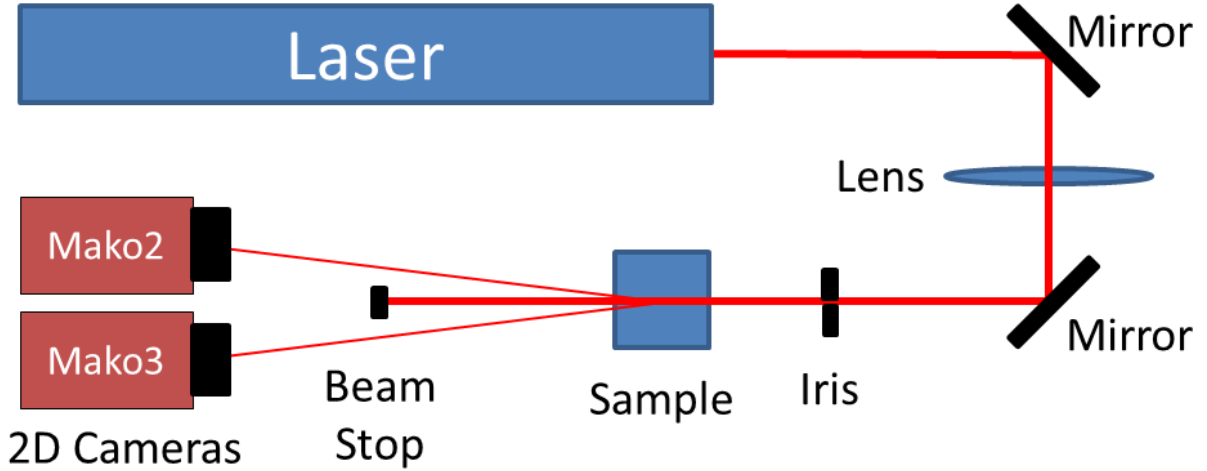 Laser
Mirror
Lens
Mako2
Mako3
Mirror
Beam
Stop
Sample
Iris
2D Cameras